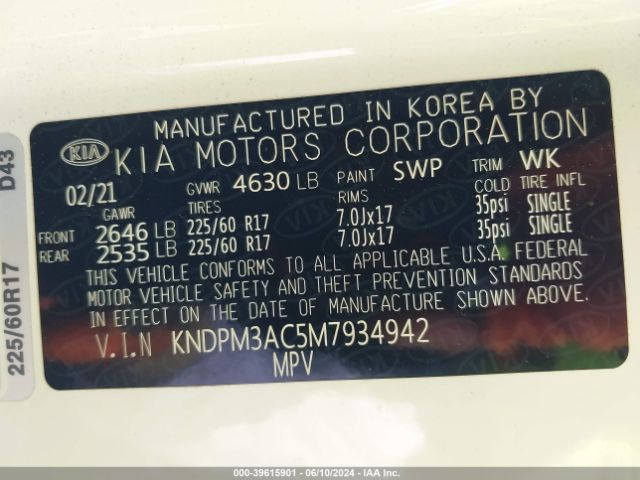 MANUFACTURED IN KOREA BY
KIA KIA MOTORS CORPORATION
02/21 GVWR 4630 LB PAINT SWP TRIM WK
GAWR TIRES RIMS COLD TIRE INFL
FRONT 2646 LB 225/60 R17 7.0Jx17 35psi SINGLE
REAR 2535 LB 225/60 R17 7.0Jx17 35psi SINGLE
THIS VEHICLE CONFORMS TO ALL APPLICABLE U.S.A. FEDERAL
MOTOR VEHICLE SAFETY AND THEFT PREVENTION STANDARDS
IN EFFECT ON THE DATE OF MANUFACTURE SHOWN ABOVE.
V.I.N KNDPM3AC5M7934942
MPV
225/60R17 D43
000-39615901 - 06/10/2024 - IAA Inc.